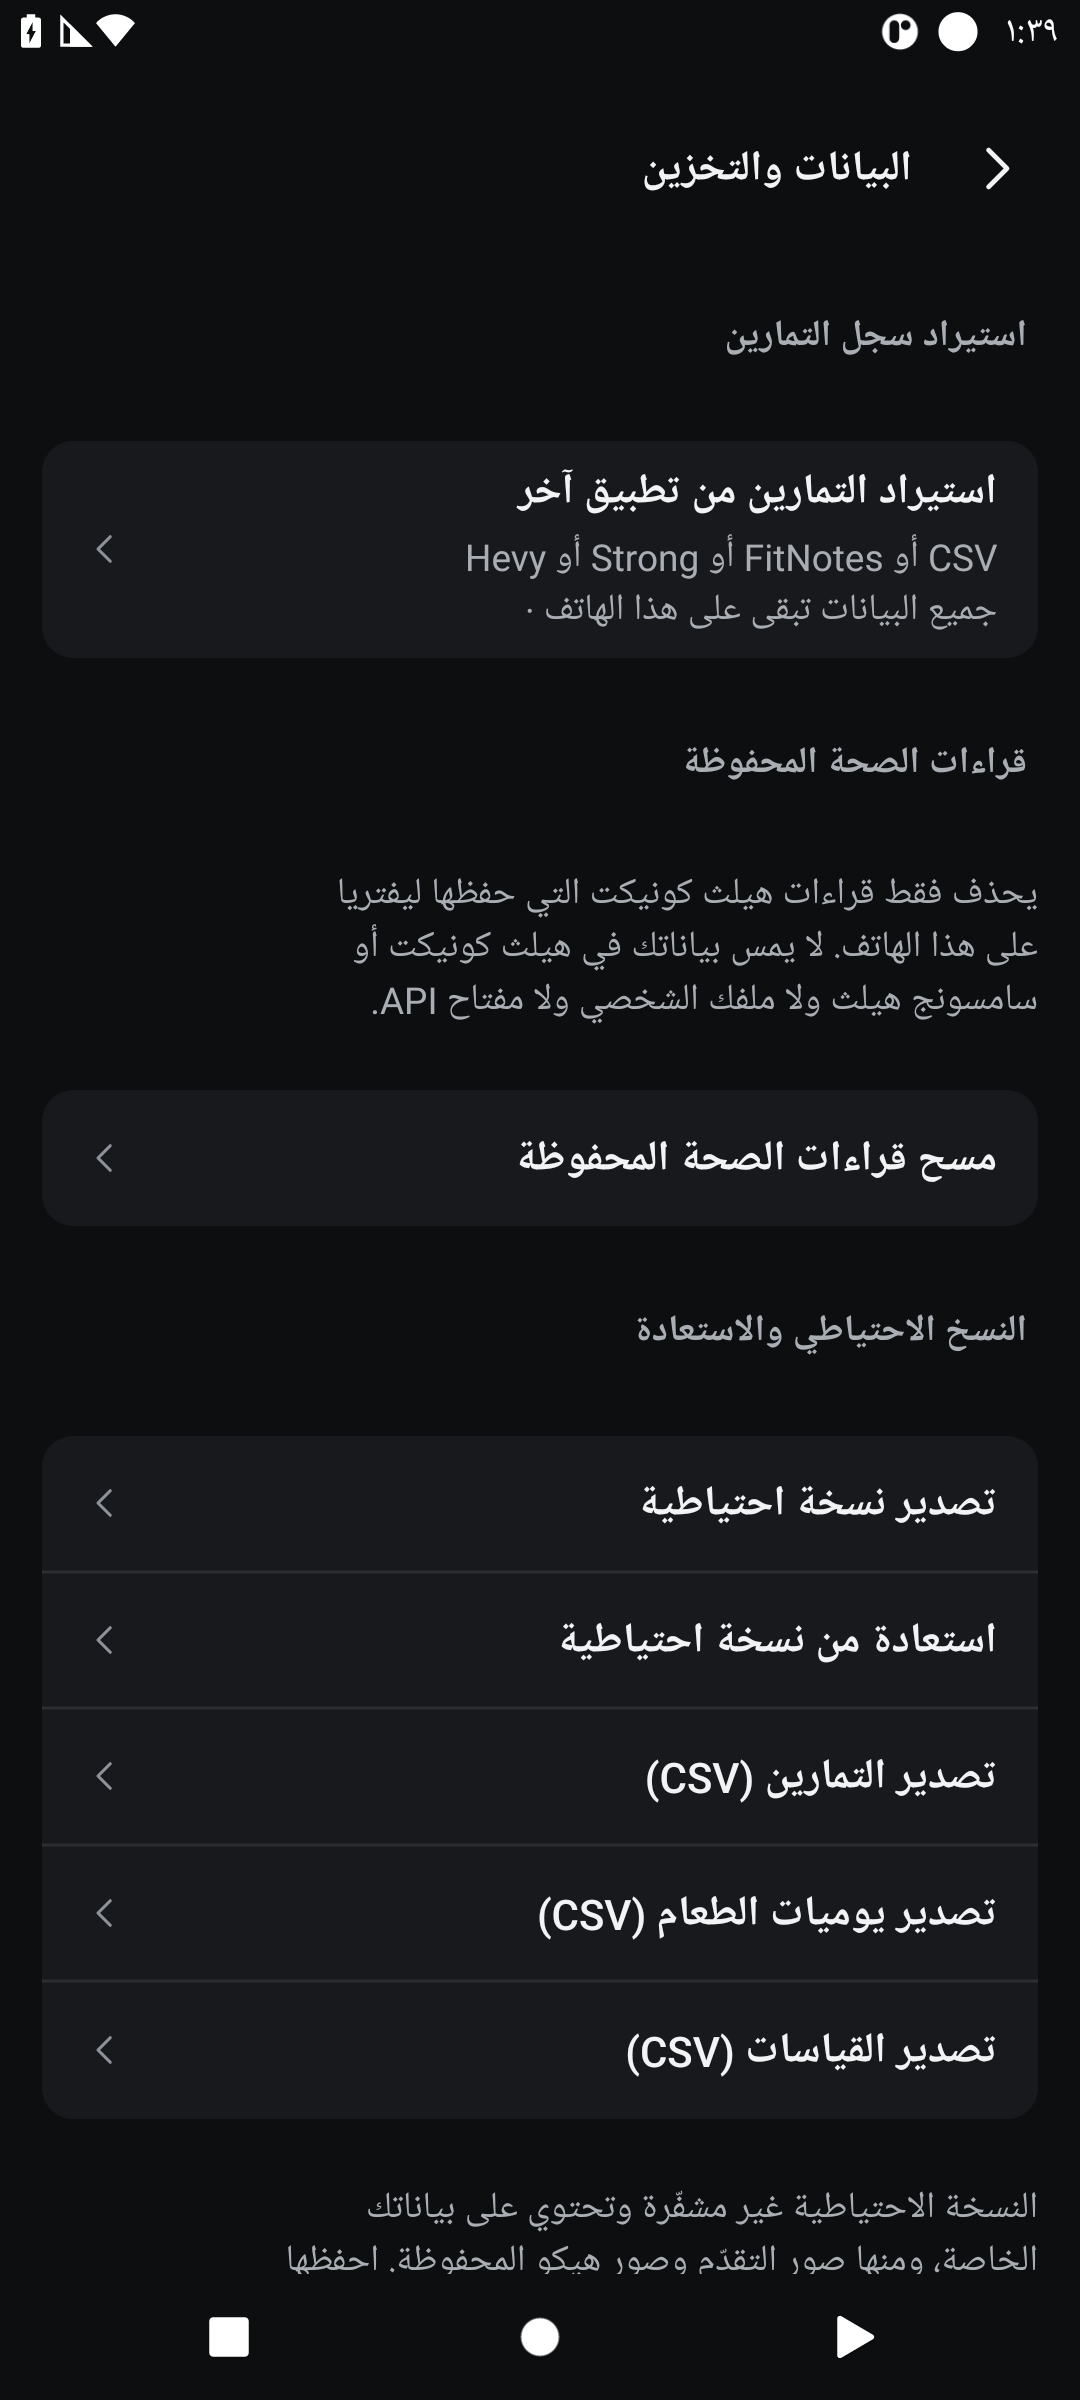 ١:٣٩
البيانات والتخزين
استيراد سجل التمارين
استيراد التمارين من تطبيق آخر
CSV أو FitNotes أو Strong أو Hevy
جميع البيانات تبقى على هذا الهاتف ·
قراءات الصحة المحفوظة
يحذف فقط قراءات هيلث كونيكت التي حفظها ليفتريا
على هذا الهاتف. لا يمس بياناتك في هيلث كونيكت أو
سامسونج هيلث ولا ملفك الشخصي ولا مفتاح API.
مسح قراءات الصحة المحفوظة
النسخ الاحتياطي والاستعادة
تصدير نسخة احتياطية
استعادة من نسخة احتياطية
تصدير التمارين (CSV)
تصدير يوميات الطعام (CSV)
تصدير القياسات (CSV)
النسخة الاحتياطية غير مشفّرة وتحتوي على بياناتك
الخاصة، ومنها صور التقدّم وصور هيكو المحفوظة. احفظها